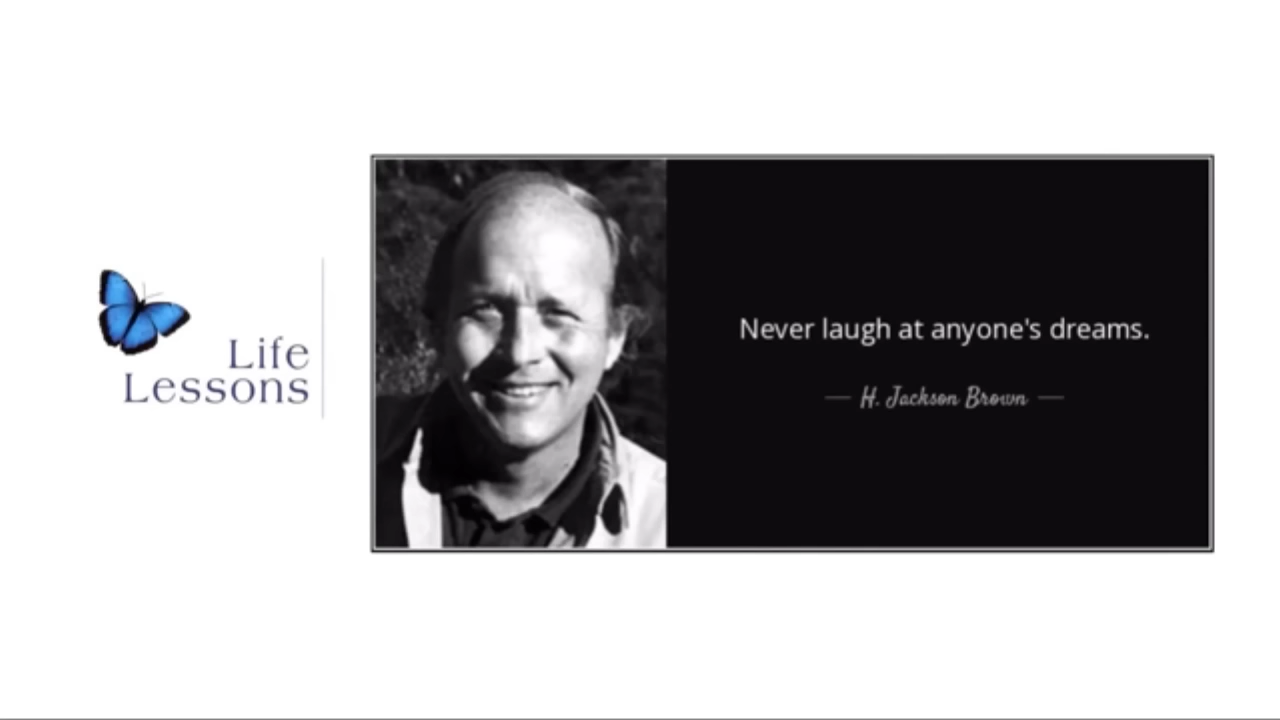 Life
Lessons
Never laugh at anyone's dreams.
— H. Jackson Brown —